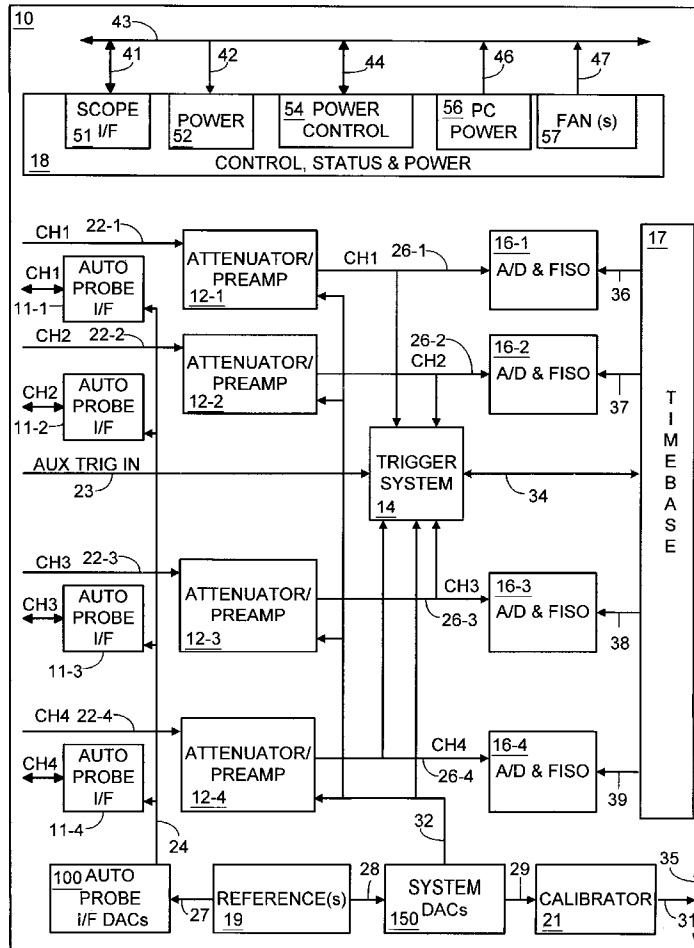 10
43
41
42
44
46
47
SCOPE
I/F
51
POWER
52
54 POWER
CONTROL
56 PC
POWER
FAN (s)
57
18
CONTROL, STATUS & POWER
CH1 22-1
CH1
AUTO
PROBE
I/F
11-1
ATTENUATOR/
PREAMP
12-1
CH1
26-1
16-1
A/D & FISO
36
17
CH2 22-2
CH2
AUTO
PROBE
I/F
11-2
ATTENUATOR/
PREAMP
12-2
26-2
CH2
16-2
A/D & FISO
37
TIMEBASE
AUX TRIG IN
23
TRIGGER
SYSTEM
14
34
CH3 22-3
CH3
AUTO
PROBE
I/F
11-3
ATTENUATOR/
PREAMP
12-3
CH3
26-3
16-3
A/D & FISO
38
CH4 22-4
CH4
AUTO
PROBE
I/F
11-4
ATTENUATOR/
PREAMP
12-4
CH4
26-4
16-4
A/D & FISO
39
24
32
100 AUTO
PROBE
i/F DACs
27
REFERENCE(s)
19
28
SYSTEM
DACs
150
29
CALIBRATOR
21
35
31